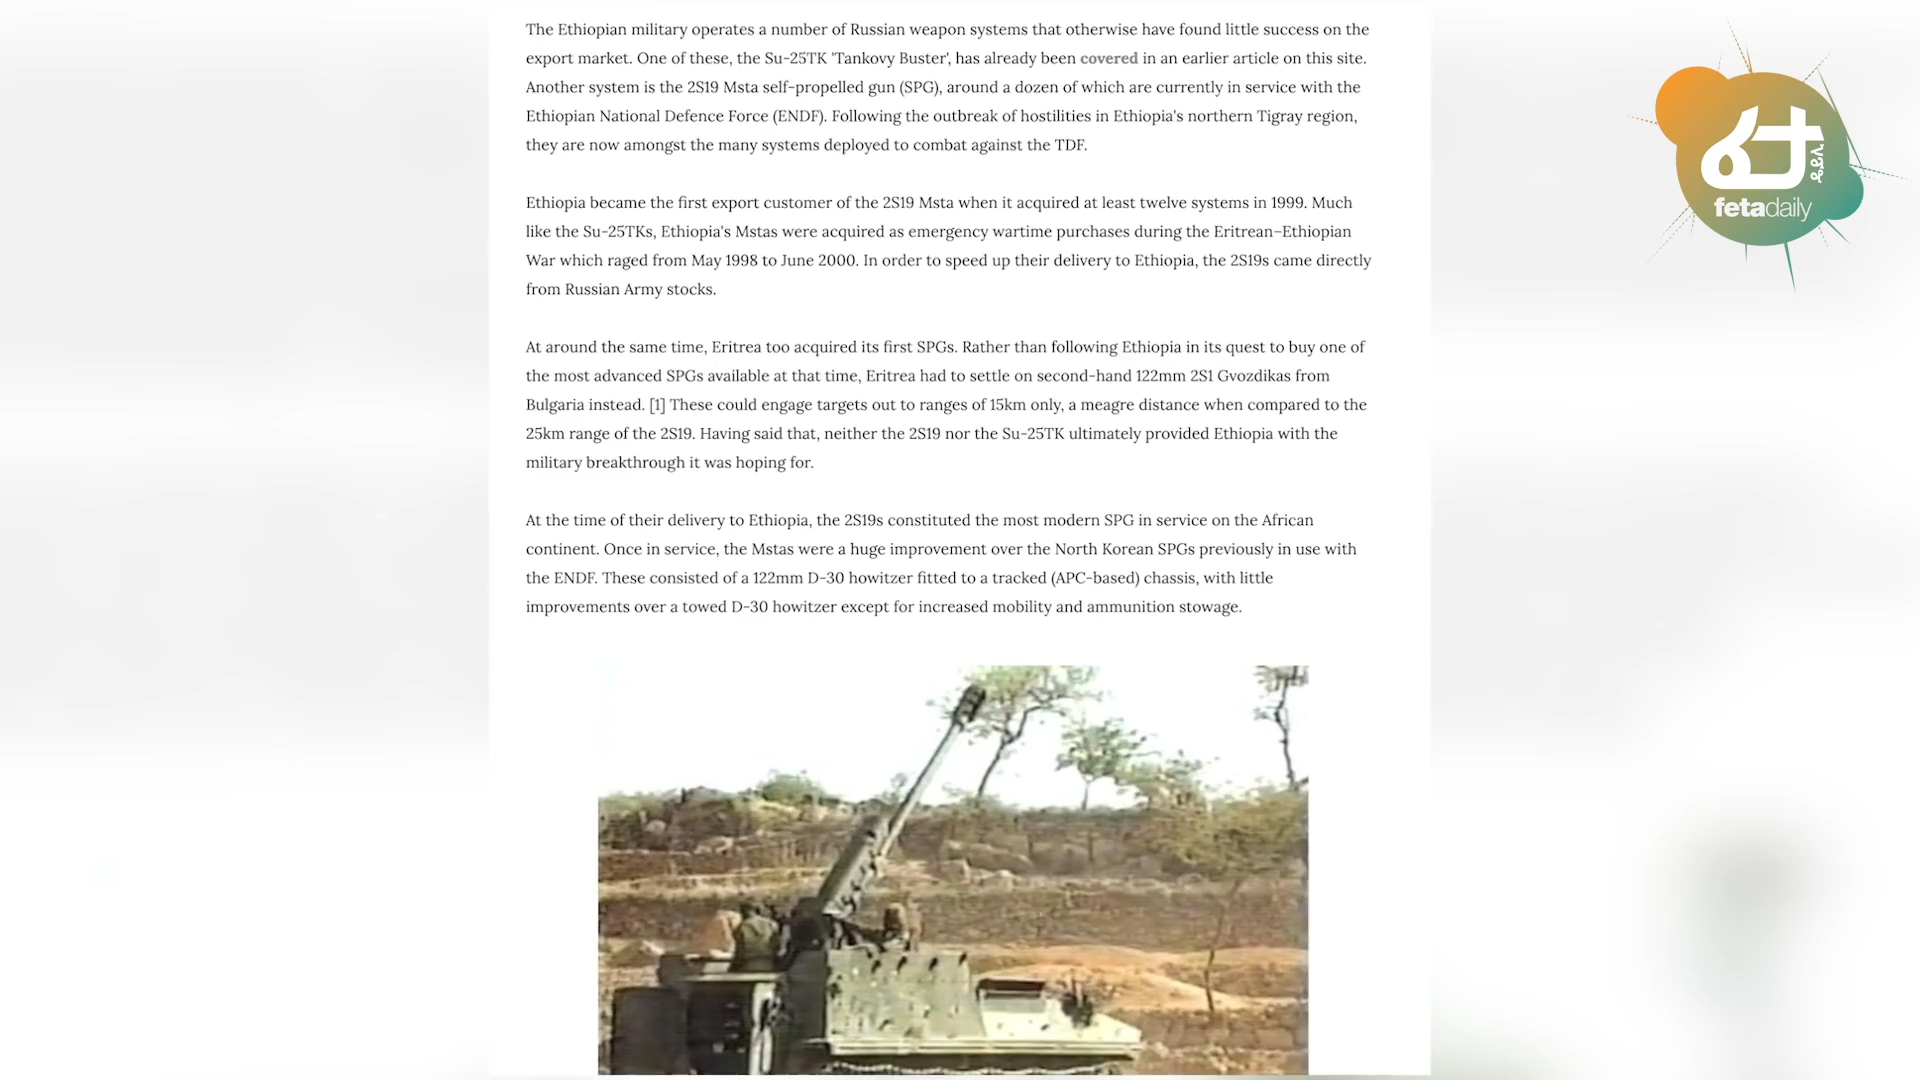 The Ethiopian military operates a number of Russian weapon systems that otherwise have found little success on the
export market. One of these, the Su-25TK 'Tankovy Buster', has already been covered in an earlier article on this site.
Another system is the 2S19 Msta self-propelled gun (SPG), around a dozen of which are currently in service with the
Ethiopian National Defence Force (ENDF). Following the outbreak of hostilities in Ethiopia's northern Tigray region,
they are now amongst the many systems deployed to combat against the TDF.
Ethiopia became the first export customer of the 2S19 Msta when it acquired at least twelve systems in 1999. Much
like the Su-25TKs, Ethiopia's Mstas were acquired as emergency wartime purchases during the Eritrean–Ethiopian
War which raged from May 1998 to June 2000. In order to speed up their delivery to Ethiopia, the 2S19s came directly
from Russian Army stocks.
At around the same time, Eritrea too acquired its first SPGs. Rather than following Ethiopia in its quest to buy one of
the most advanced SPGs available at that time, Eritrea had to settle on second-hand 122mm 2S1 Gvozdikas from
Bulgaria instead. [1] These could engage targets out to ranges of 15km only, a meagre distance when compared to the
25km range of the 2S19. Having said that, neither the 2S19 nor the Su-25TK ultimately provided Ethiopia with the
military breakthrough it was hoping for.
At the time of their delivery to Ethiopia, the 2S19s constituted the most modern SPG in service on the African
continent. Once in service, the Mstas were a huge improvement over the North Korean SPGs previously in use with
the ENDF. These consisted of a 122mm D-30 howitzer fitted to a tracked (APC-based) chassis, with little
improvements over a towed D-30 howitzer except for increased mobility and ammunition stowage.
ፈታ
fetadaily